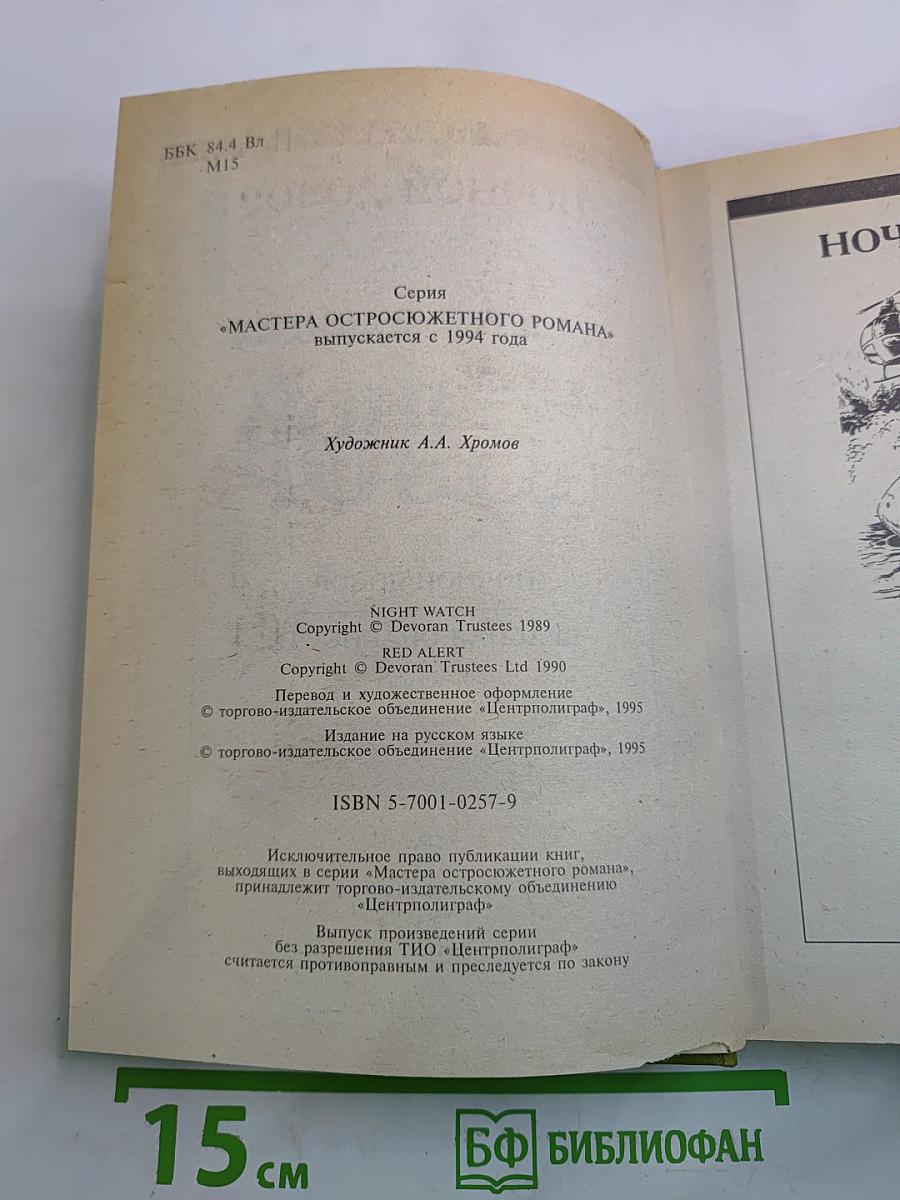 ББК 84.4 Вл
М15
Серия
«МАСТЕРА ОСТРОСЮЖЕТНОГО РОМАНА»
выпускается с 1994 года
Художник А.А. Хромов
NIGHT WATCH
Copyright © Devoran Trustees 1989
RED ALERT
Copyright © Devoran Trustees Ltd 1990
Перевод и художественное оформление
© торгово-издательское объединение «Центрполиграф», 1995
Издание на русском языке
© торгово-издательское объединение «Центрполиграф», 1995
ISBN 5-7001-0257-9
Исключительное право публикации книг,
выходящих в серии «Мастера остросюжетного романа»,
принадлежит торгово-издательскому объединению
«Центрполиграф»
Выпуск произведений серии
без разрешения ТИО «Центрполиграф»
считается противоправным и преследуется по закону
НОЧ
15 см
БФ БИБЛИОФАН